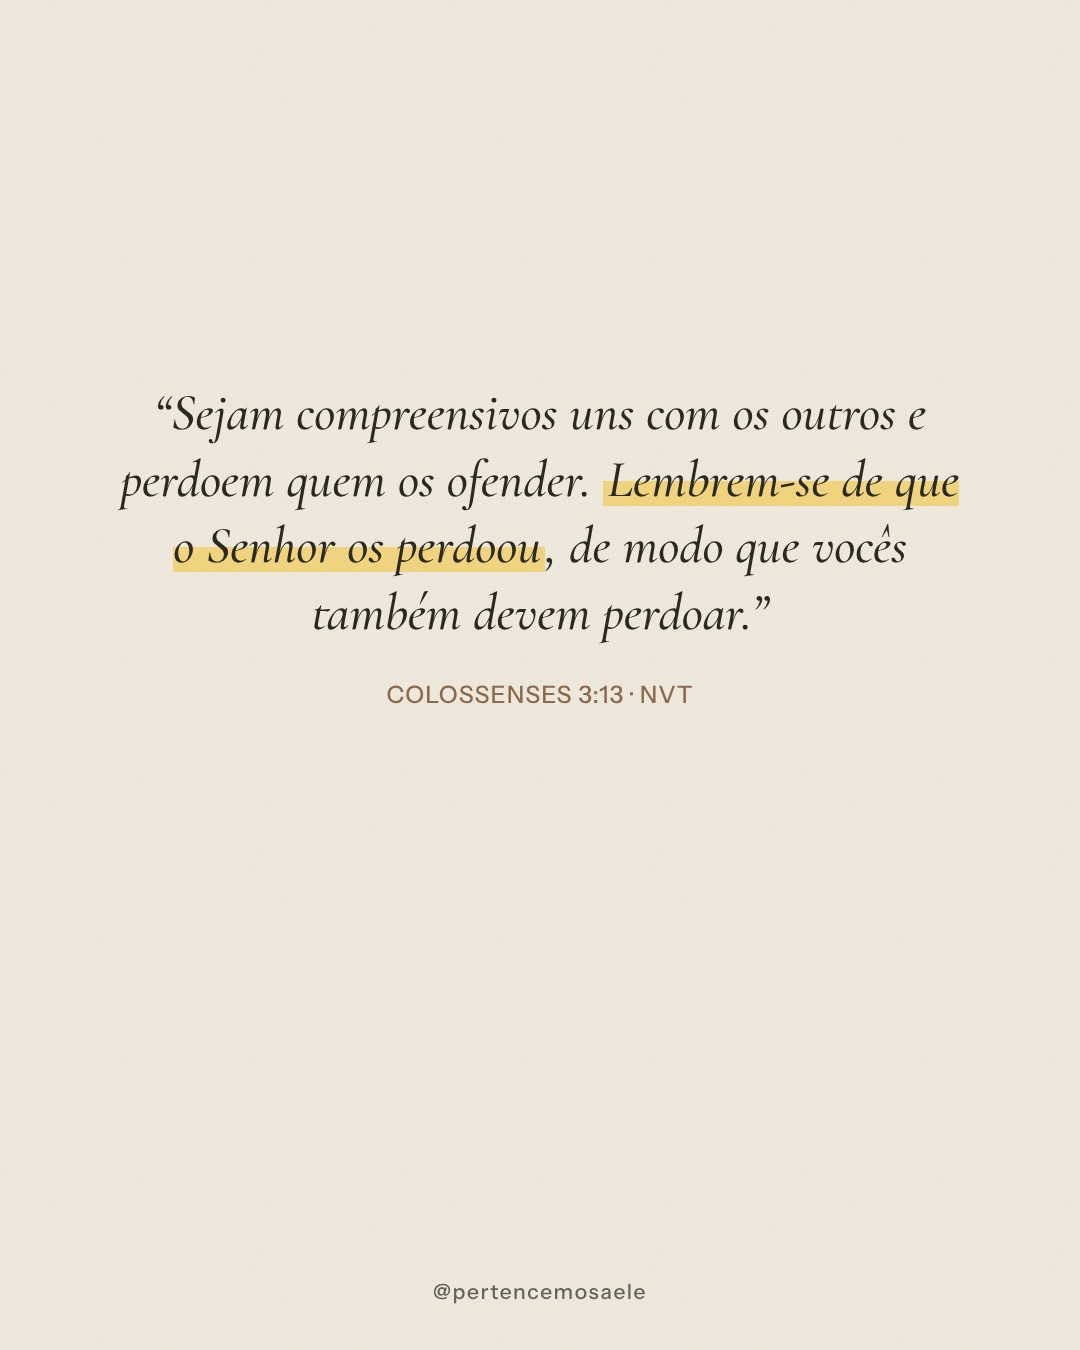 “Sejam compreensivos uns com os outros e
perdoem quem os ofender. Lembrem-se de que
o Senhor os perdoou, de modo que vocês
também devem perdoar.”
COLOSSENSES 3:13 · NVT
@pertencemosaele